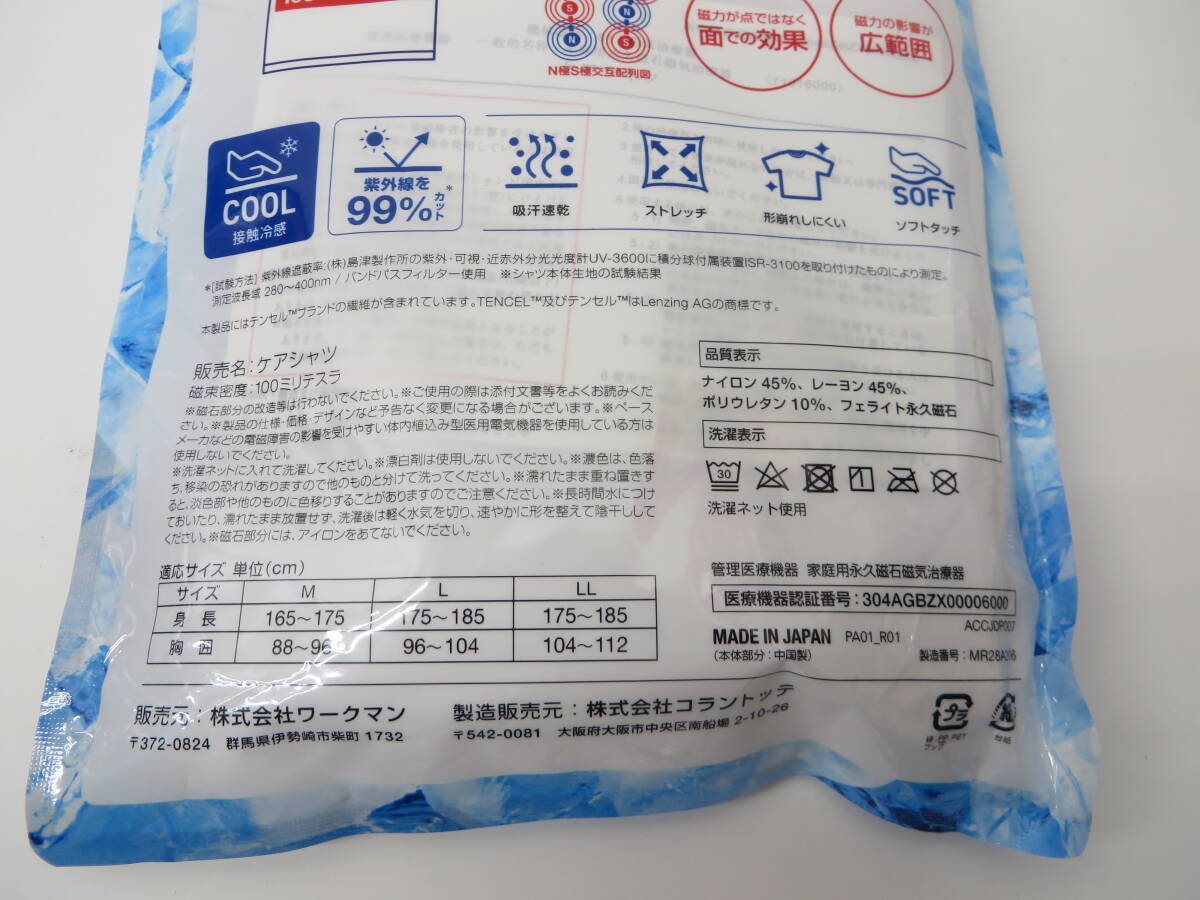 S
N
N
S
N極S極交互配列図
磁力が点ではなく
面での効果
磁力の影響が
広範囲
COOL
接触冷感
紫外線を
99%カット*
吸汗速乾
ストレッチ
形崩れしにくい
SOFT
ソフトタッチ
*[試験方法] 紫外線遮蔽率:(株)島津製作所の紫外・可視・近赤外分光光度計UV-3600に積分球付属装置ISR-3100を取り付けたものにより測定。
測定波長域 280〜400nm / バンドパスフィルター使用 ※シャツ本体生地の試験結果
本製品にはテンセル™ブランドの繊維が含まれています。TENCEL™及びテンセル™はLenzing AGの商標です。
販売名:ケアシャツ
磁束密度:100ミリテスラ
※磁石部分の改造等は行わないでください。※ご使用の際は添付文書等をよくお読みくだ
さい。※製品の仕様・価格・デザインなど予告なく変更になる場合がございます。※ペース
メーカなどの電磁障害の影響を受けやすい体内植込み型医用電気機器を使用している方は
使用しないでください。
※洗濯ネットに入れて洗濯してください。※漂白剤は使用しないでください。※濃色は、色落
ち、移染の恐れがありますので他のものと分けて洗ってください。※濡れたまま重ね置きす
ると、淡色部や他のものに色移りすることがありますのでご注意ください。※長時間水につけ
ておいたり、濡れたまま放置せず、洗濯後は軽く水気を切り、速やかに形を整えて陰干しして
ください。※磁石部分には、アイロンをあてないでください。
品質表示
ナイロン 45%、レーヨン 45%、
ポリウレタン 10%、フェライト永久磁石
洗濯表示
30
洗濯ネット使用
適応サイズ 単位(cm)
サイズ M L LL
身長 165〜175 175〜185 175〜185
胸囲 88〜96 96〜104 104〜112
管理医療機器 家庭用永久磁石磁気治療器
医療機器認証番号:304AGBZX00006000
ACCJDR007
MADE IN JAPAN PA01_R01
(本体部分:中国製) 製造番号:MR28A206
販売元:株式会社ワークマン
〒372-0824 群馬県伊勢崎市柴町 1732
製造販売元:株式会社コラントッテ
〒542-0081 大阪府大阪市中央区南船場 2-10-26
プラ
袋:PP,PET
フック
台紙